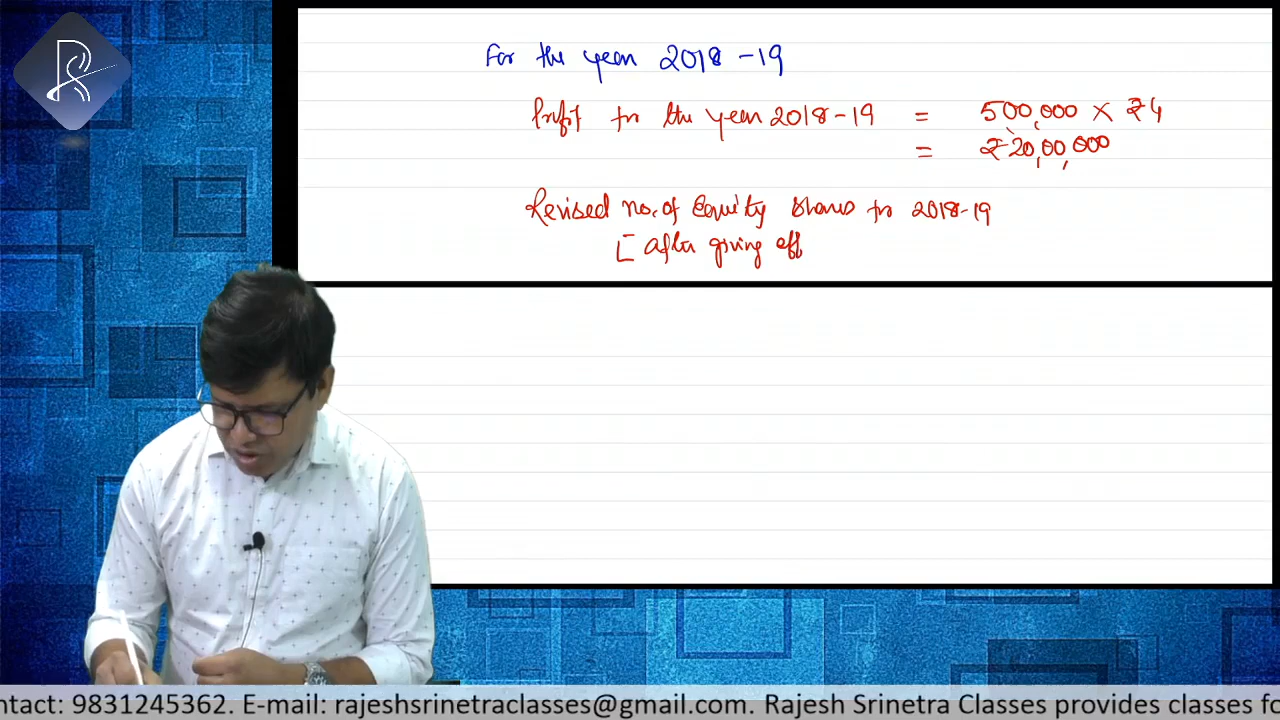 RS
For the year 2018-19
Profit for the year 2018-19 = 500,000 × ₹4
= ₹20,00,000
Revised no. of Equity Shares for 2018-19
[After giving eff
ntact: 9831245362. E-mail: rajeshsrinetraclasses@gmail.com. Rajesh Srinetra Classes provides classes fo